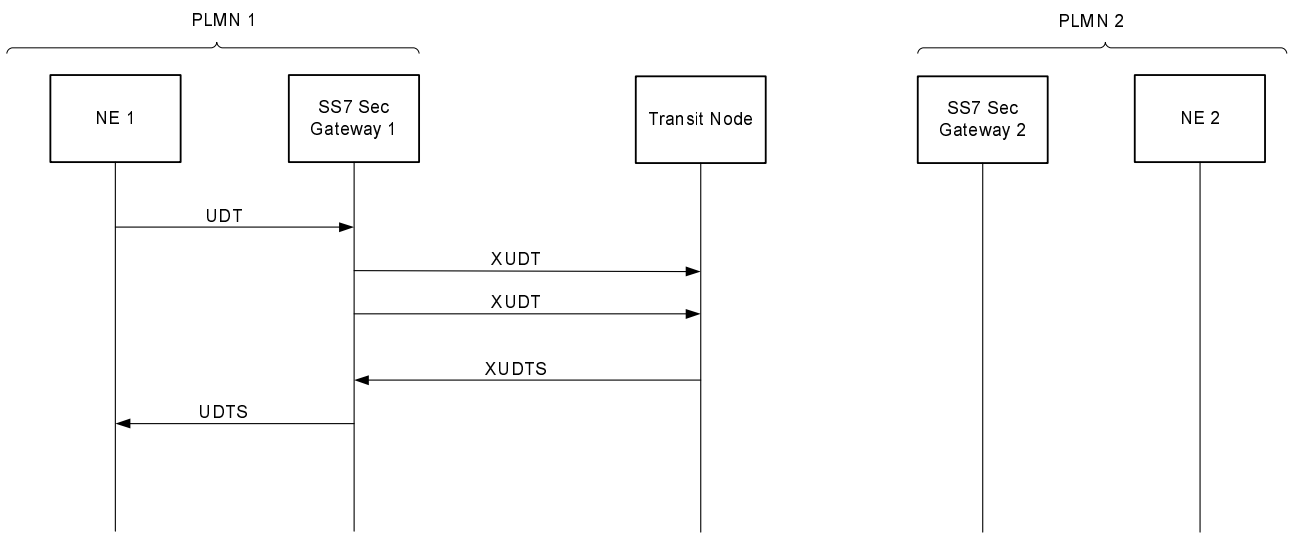 PLMN 1
PLMN 2
NE 1
SS7 Sec
Gateway 1
Transit Node
SS7 Sec
Gateway 2
NE 2
UDT
XUDT
XUDT
XUDTS
UDTS